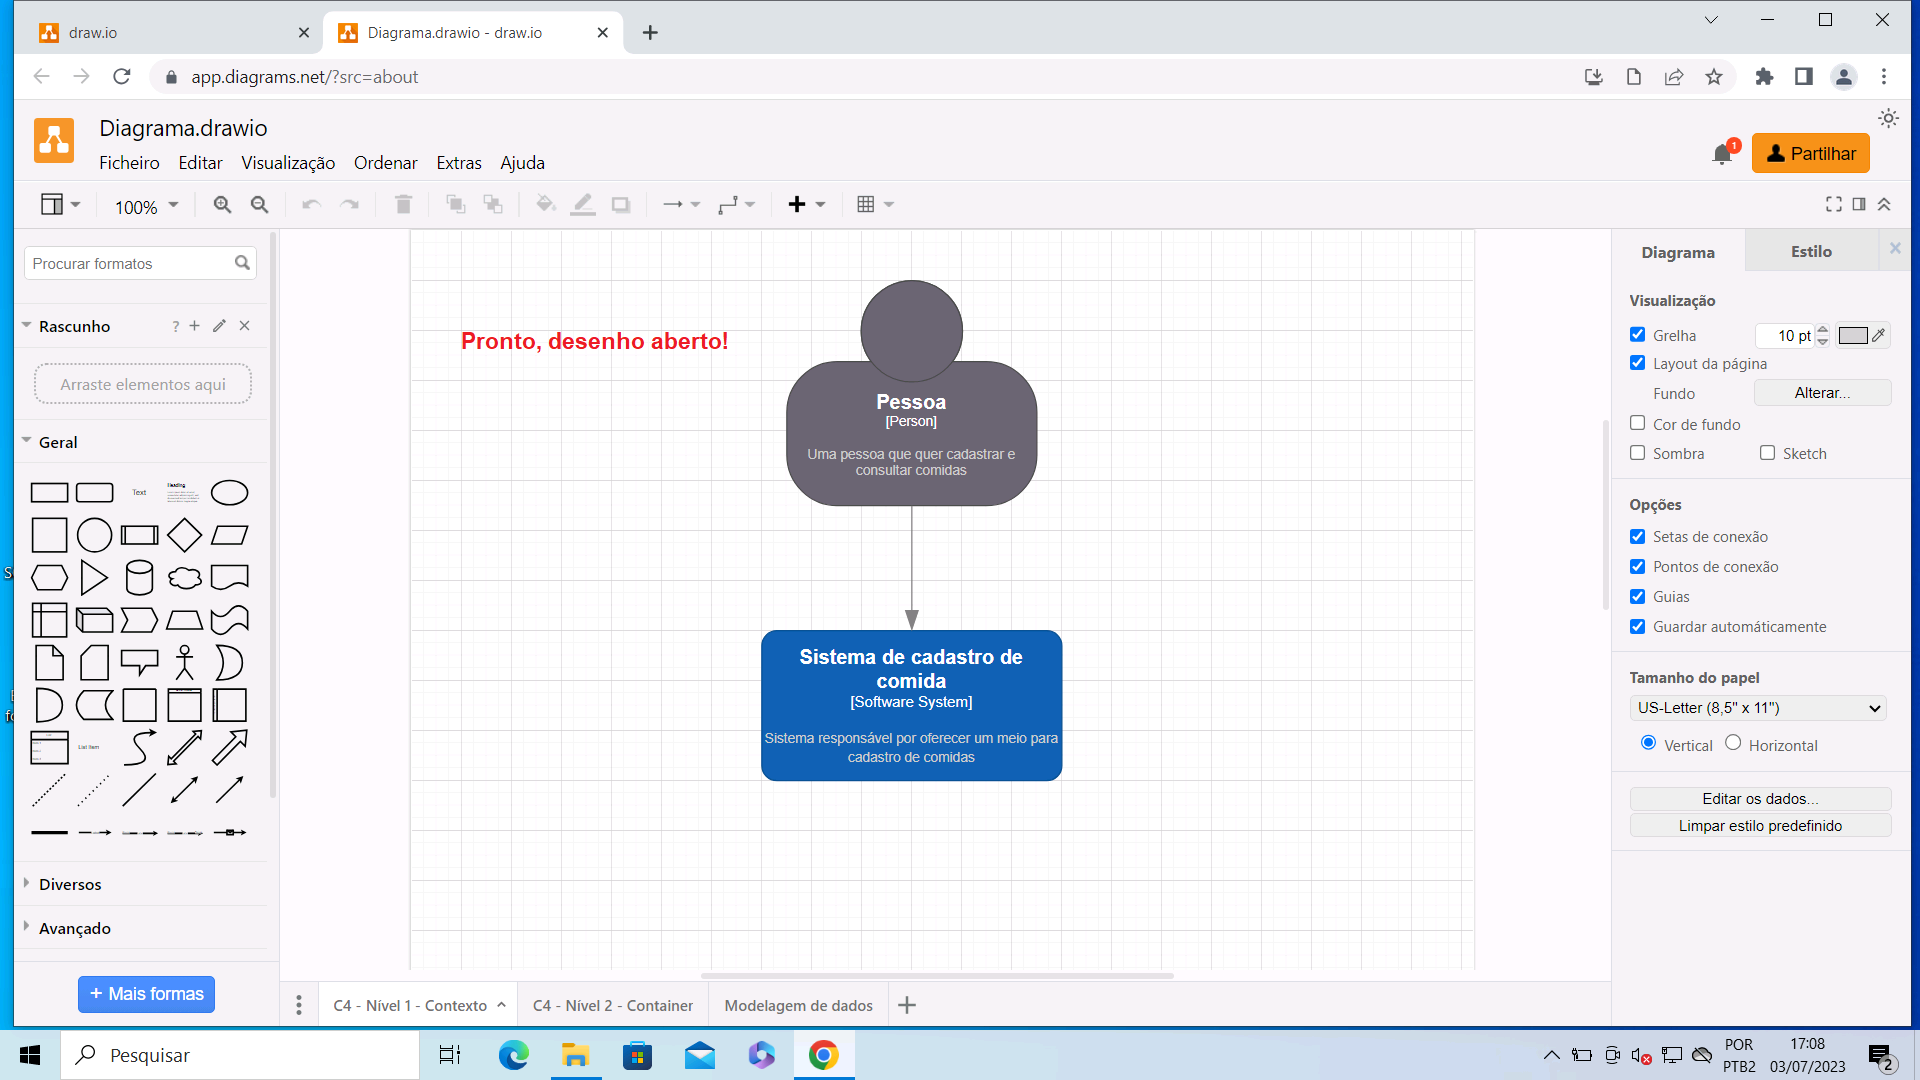 draw.io
Diagrama.drawio - draw.io
app.diagrams.net/?src=about
Diagrama.drawio
Ficheiro Editar Visualização Ordenar Extras Ajuda
1
Partilhar
100%
Procurar formatos
Rascunho
?
Arraste elementos aqui
Geral
Text
Heading
List Item
Diversos
Avançado
+ Mais formas
Pronto, desenho aberto!
Pessoa
[Person]
Uma pessoa que quer cadastrar e
consultar comidas
Sistema de cadastro de
comida
[Software System]
Sistema responsável por oferecer um meio para
cadastro de comidas
C4 - Nível 1 - Contexto
C4 - Nível 2 - Container
Modelagem de dados
Diagrama
Estilo
Visualização
Grelha
10 pt
Layout da página
Fundo
Alterar...
Cor de fundo
Sombra
Sketch
Opções
Setas de conexão
Pontos de conexão
Guias
Guardar automáticamente
Tamanho do papel
US-Letter (8,5" x 11")
Vertical
Horizontal
Editar os dados...
Limpar estilo predefinido
Pesquisar
POR
PTB2
17:08
03/07/2023
2